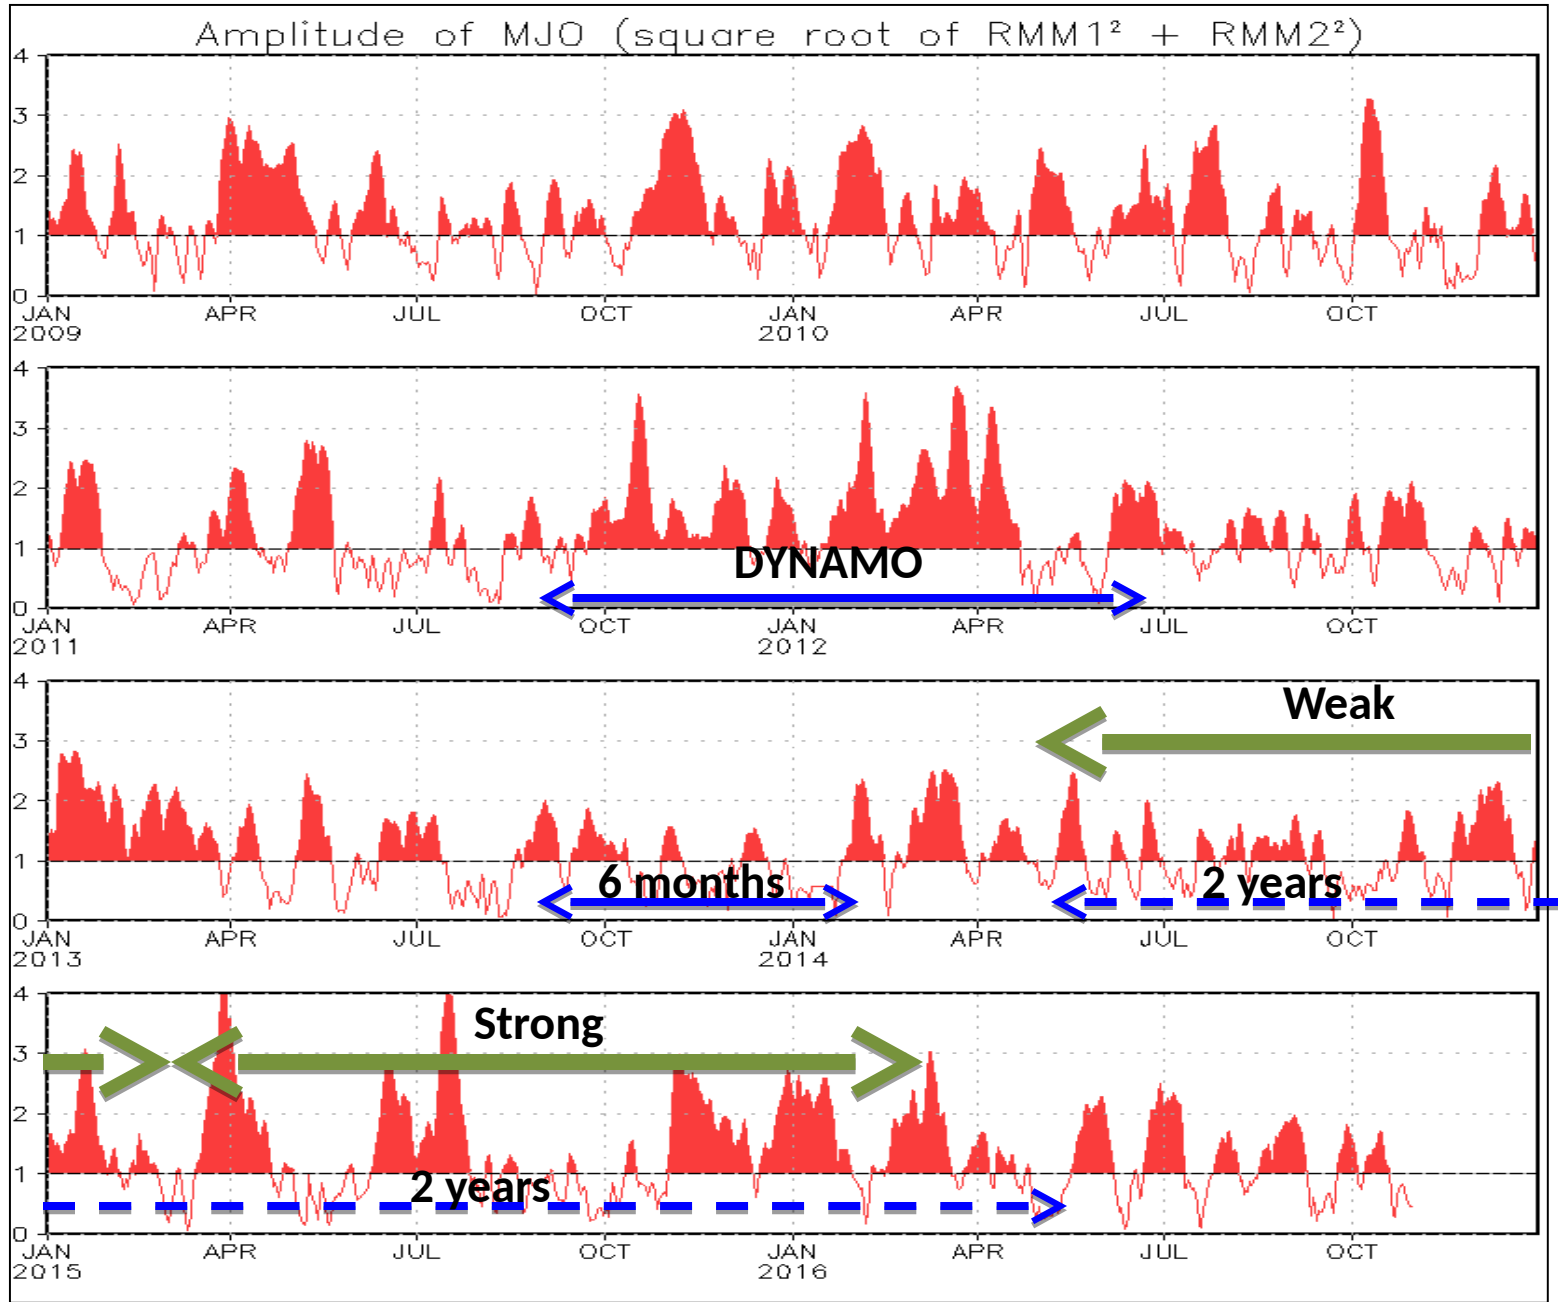 Amplitude of MJO (square root of RMM1² + RMM2²)
4
3
2
1
0
JAN APR JUL OCT JAN APR JUL OCT
2009 2010
4
3
2
1
0
DYNAMO
JAN APR JUL OCT JAN APR JUL OCT
2011 2012
4
Weak
3
2
1
6 months 2 years
0
JAN APR JUL OCT JAN APR JUL OCT
2013 2014
4
Strong
3
2
1
2 years
0
JAN APR JUL OCT JAN APR JUL OCT
2015 2016